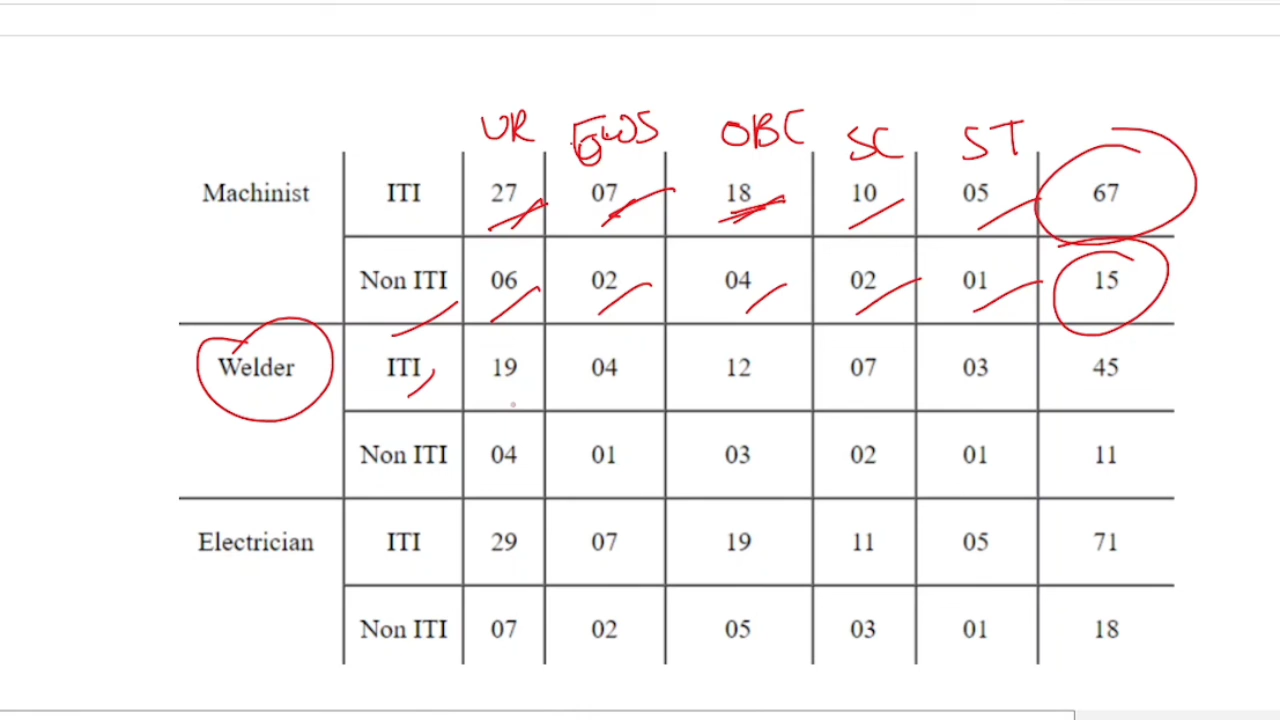 UR EWS OBC SC ST
Machinist ITI 27 07 18 10 05 67
Non ITI 06 02 04 02 01 15
Welder ITI 19 04 12 07 03 45
Non ITI 04 01 03 02 01 11
Electrician ITI 29 07 19 11 05 71
Non ITI 07 02 05 03 01 18